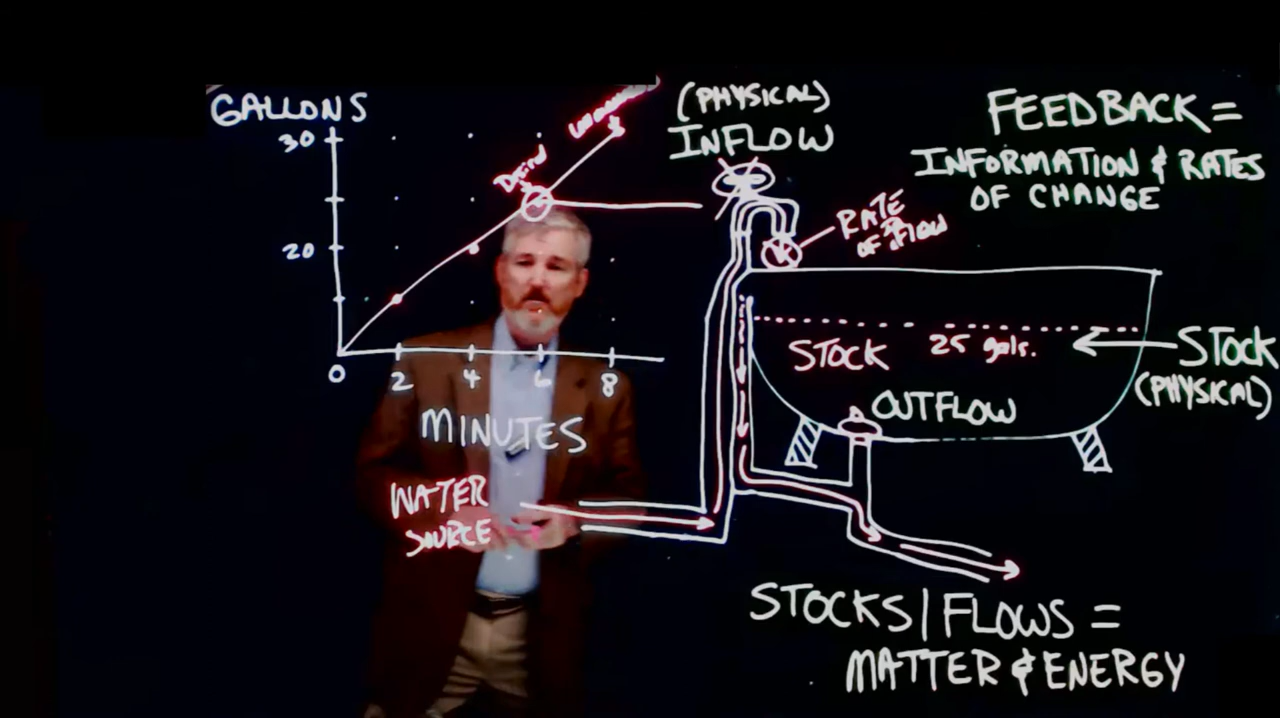 GALLONS
30
20
0
2
4
6
8
MINUTES
Desired
WATER
SOURCE
(PHYSICAL)
INFLOW
RATE
OF FLOW
FEEDBACK =
INFORMATION & RATES
OF CHANGE
STOCK
25 gals.
STOCK
(PHYSICAL)
OUTFLOW
STOCKS/FLOWS =
MATTER & ENERGY